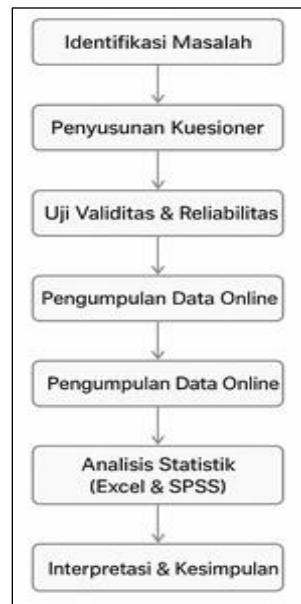 Identifikasi Masalah
Penyusunan Kuesioner
Uji Validitas & Reliabilitas
Pengumpulan Data Online
Pengumpulan Data Online
Analisis Statistik
(Excel & SPSS)
Interpretasi & Kesimpulan